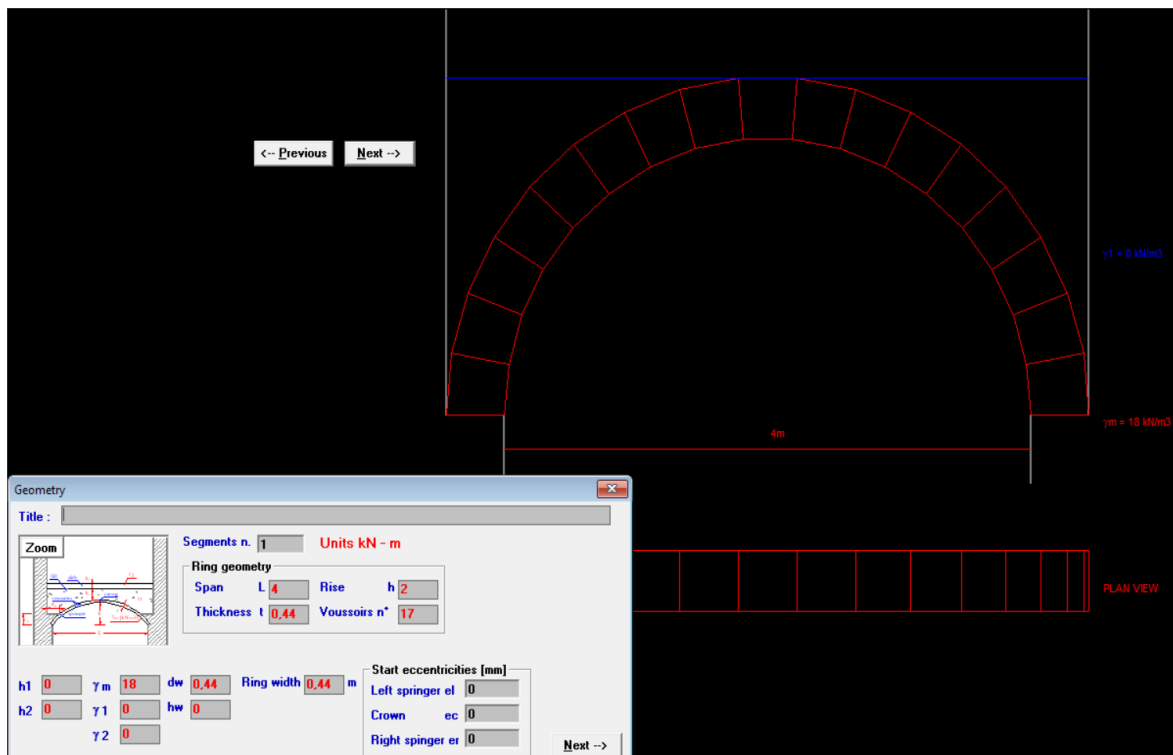 <-- Previous
Next -->
γ1 = 0 kN/m3
γm = 18 kN/m3
4m
PLAN VIEW
Geometry
Title :
Zoom
Segments n. 1 Units kN - m
Ring geometry
Span L 4 Rise h 2
Thickness t 0,44 Voussoirs n° 17
h1 0 γ m 18 dw 0,44 Ring width 0,44 m
h2 0 γ 1 0 hw 0
γ 2 0
Start eccentricities [mm]
Left springer el 0
Crown ec 0
Right spinger er 0
Next -->